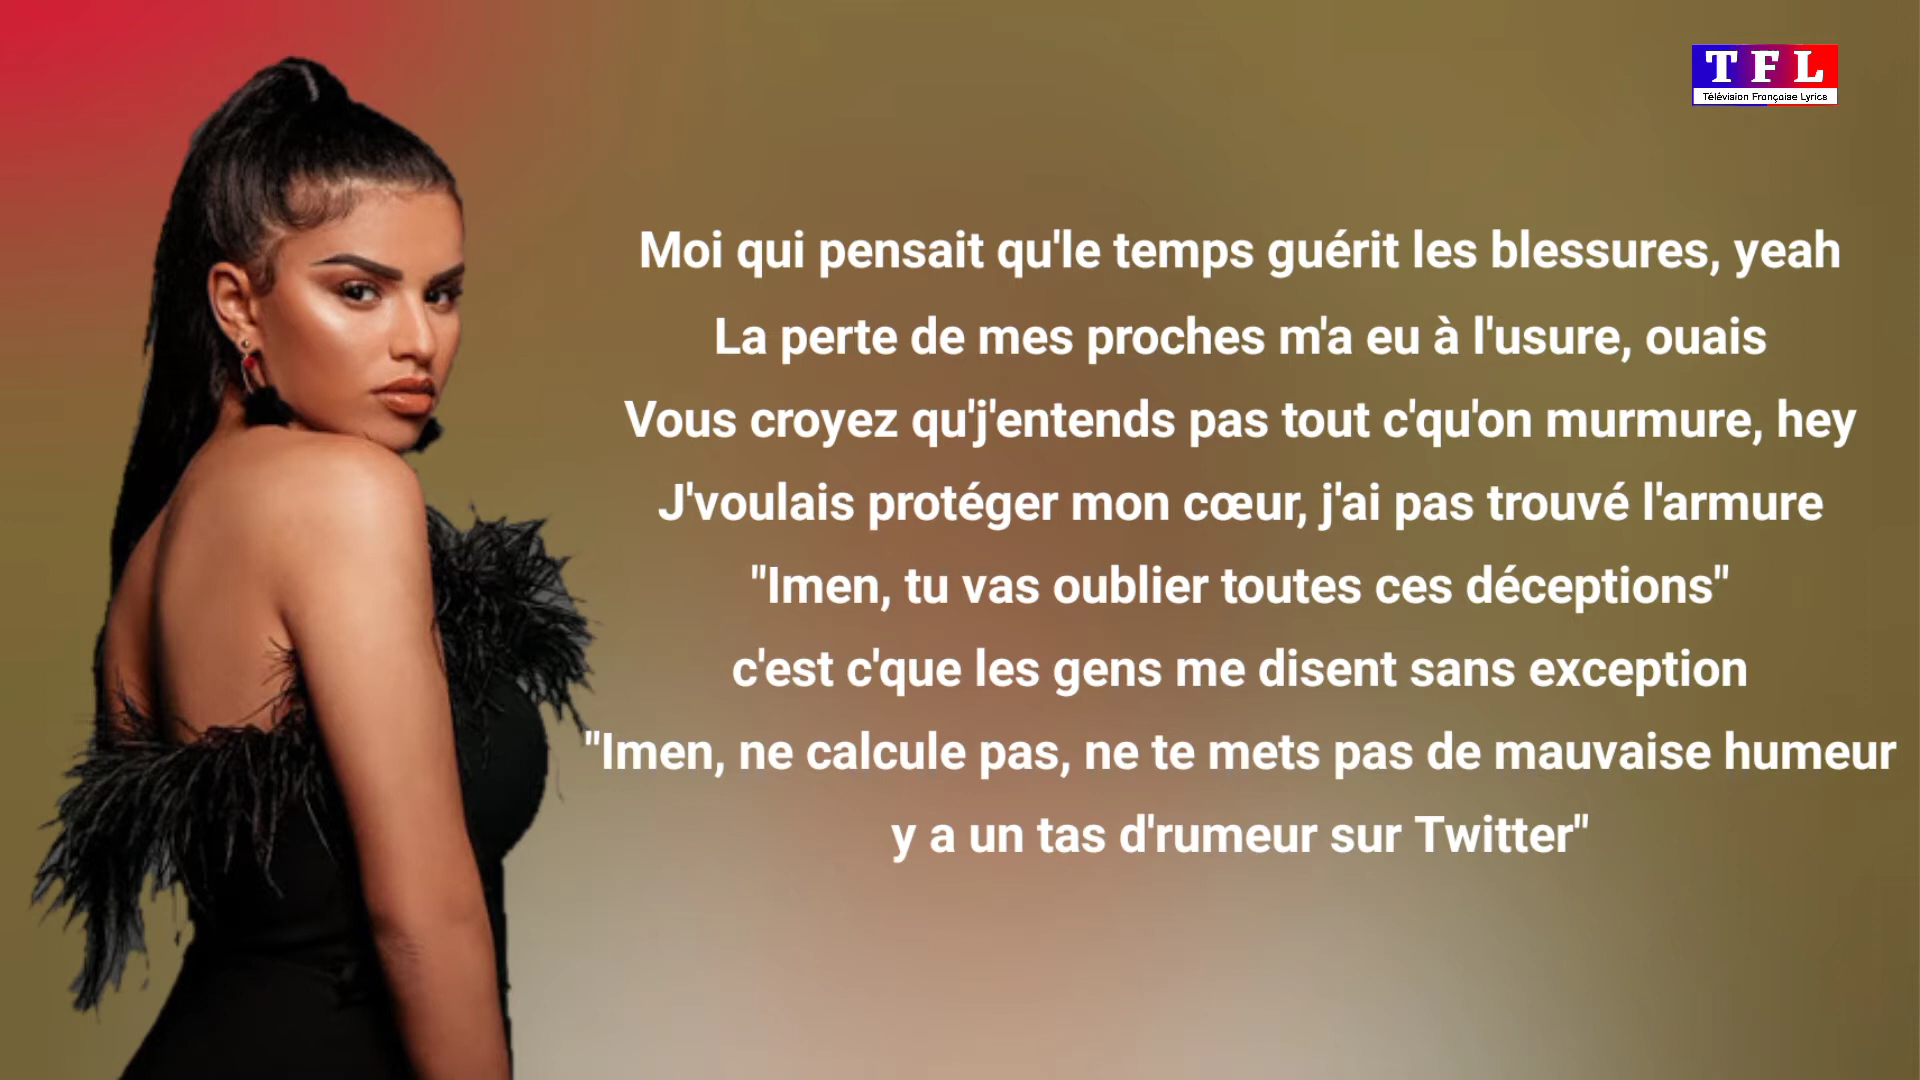 T F L
Télévision Française Lyrics
Moi qui pensait qu'le temps guérit les blessures, yeah
La perte de mes proches m'a eu à l'usure, ouais
Vous croyez qu'j'entends pas tout c'qu'on murmure, hey
J'voulais protéger mon cœur, j'ai pas trouvé l'armure
"Imen, tu vas oublier toutes ces déceptions"
c'est c'que les gens me disent sans exception
"Imen, ne calcule pas, ne te mets pas de mauvaise humeur
y a un tas d'rumeur sur Twitter"